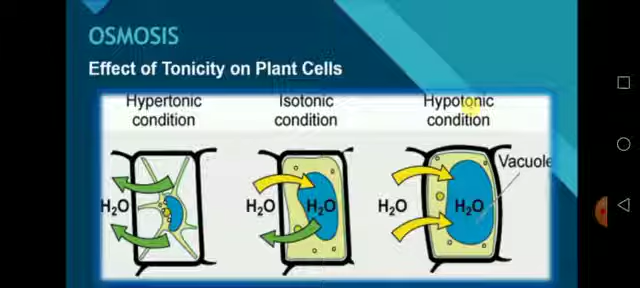 OSMOSIS
Effect of Tonicity on Plant Cells
Hypertonic condition
Isotonic condition
Hypotonic condition
Vacuole
H₂O
H₂O
H₂O
H₂O
H₂O